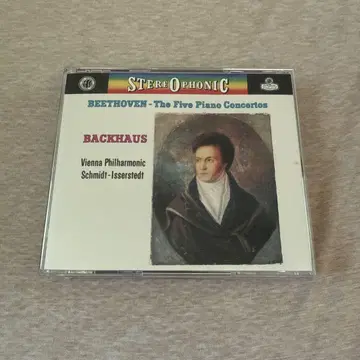 STEREOPHONIC
BEETHOVEN - The Five Piano Concertos
BACKHAUS
Vienna Philharmonic
Schmidt-Isserstedt